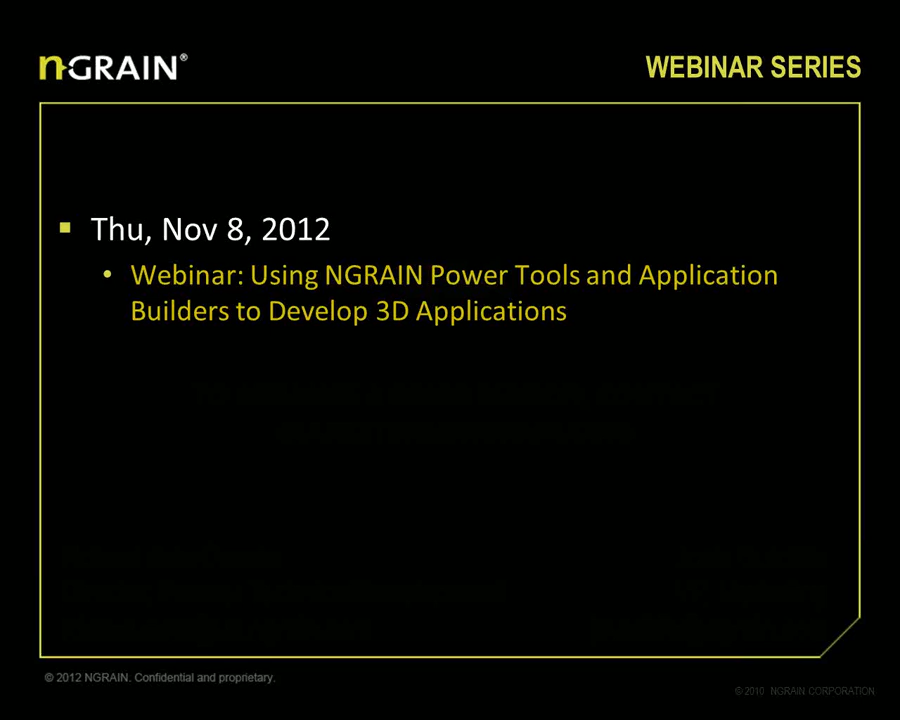 nGRAIN®
WEBINAR SERIES
Thu, Nov 8, 2012
Webinar: Using NGRAIN Power Tools and Application
Builders to Develop 3D Applications
© 2012 NGRAIN. Confidential and proprietary.
© 2010 NGRAIN CORPORATION